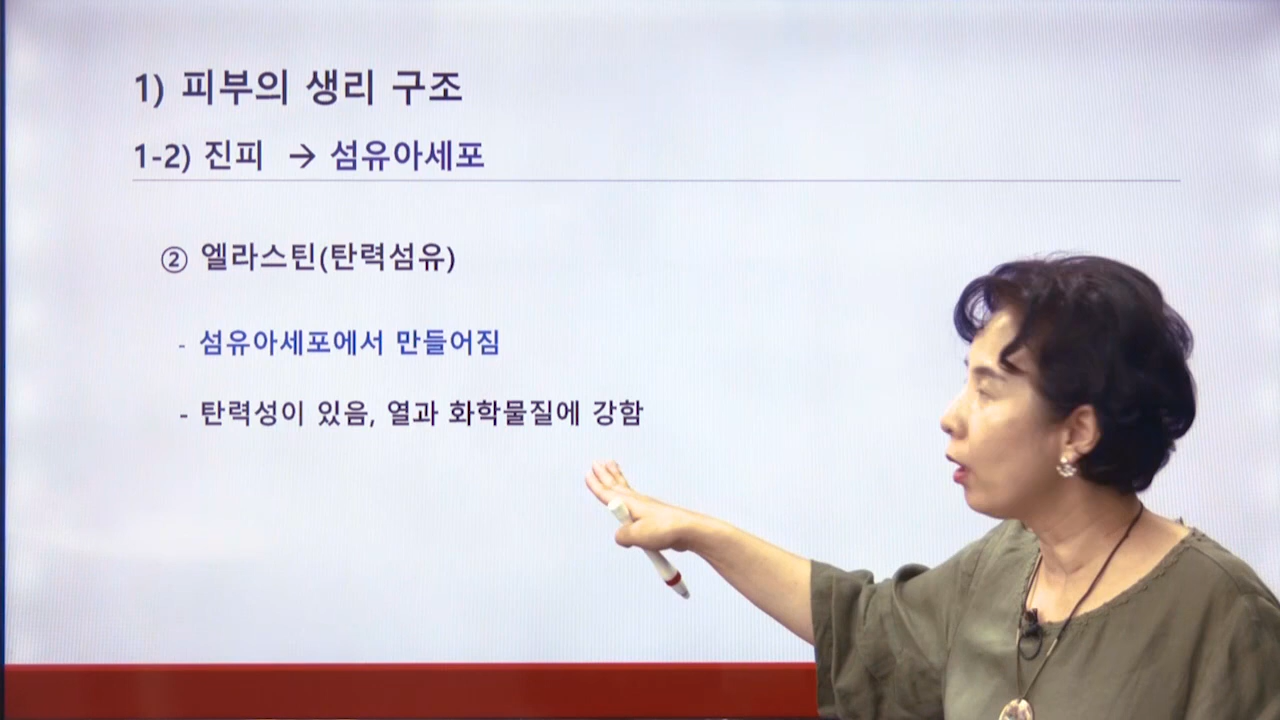 1) 피부의 생리 구조
1-2) 진피 → 섬유아세포
② 엘라스틴(탄력섬유)
- 섬유아세포에서 만들어짐
- 탄력성이 있음, 열과 화학물질에 강함